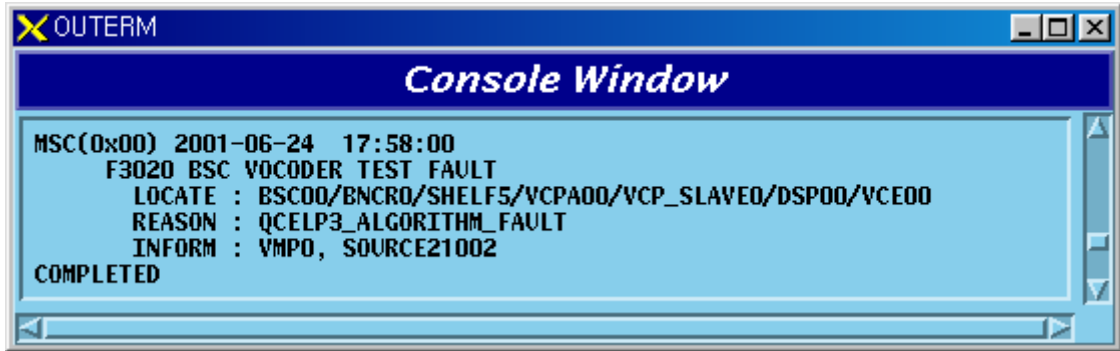 OUTERM
Console Window
MSC(0x00) 2001-06-24  17:58:00
F3020 BSC VOCODER TEST FAULT
LOCATE : BSC00/BNCR0/SHELF5/VCPA00/VCP_SLAVE0/DSP00/VCE00
REASON : QCELP3_ALGORITHM_FAULT
INFORM : VMP0, SOURCE21002
COMPLETED